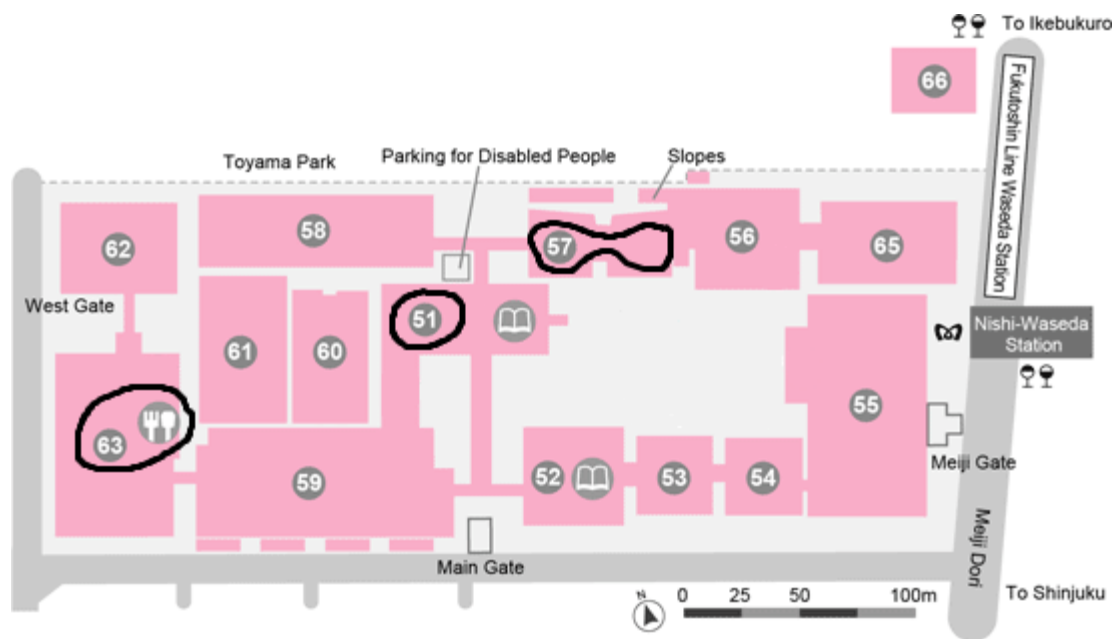 To Ikebukuro
66
Fukutoshin Line Waseda Station
Toyama Park
Parking for Disabled People
Slopes
62
58
57
56
65
West Gate
51
61
60
Nishi-Waseda
Station
63
55
Meiji Gate
59
52
53
54
Main Gate
Meiji Dori
N
0 25 50 100m
To Shinjuku